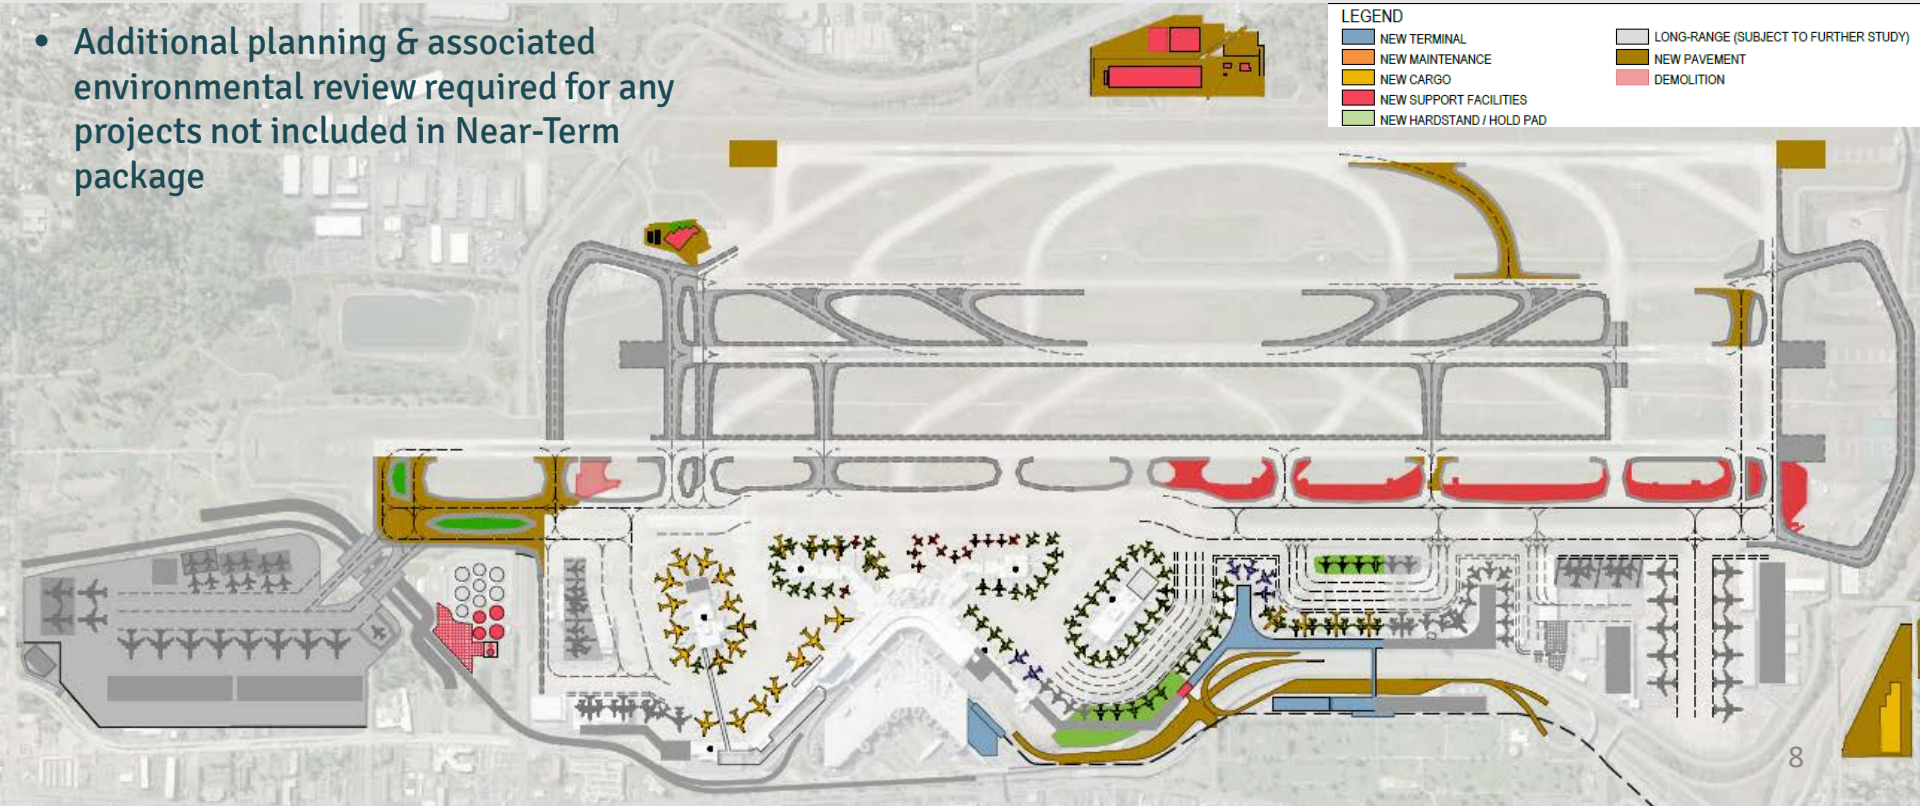 • Additional planning & associated
environmental review required for any
projects not included in Near-Term
package
LEGEND
NEW TERMINAL
NEW MAINTENANCE
NEW CARGO
NEW SUPPORT FACILITIES
NEW HARDSTAND / HOLD PAD
LONG-RANGE (SUBJECT TO FURTHER STUDY)
NEW PAVEMENT
DEMOLITION
8